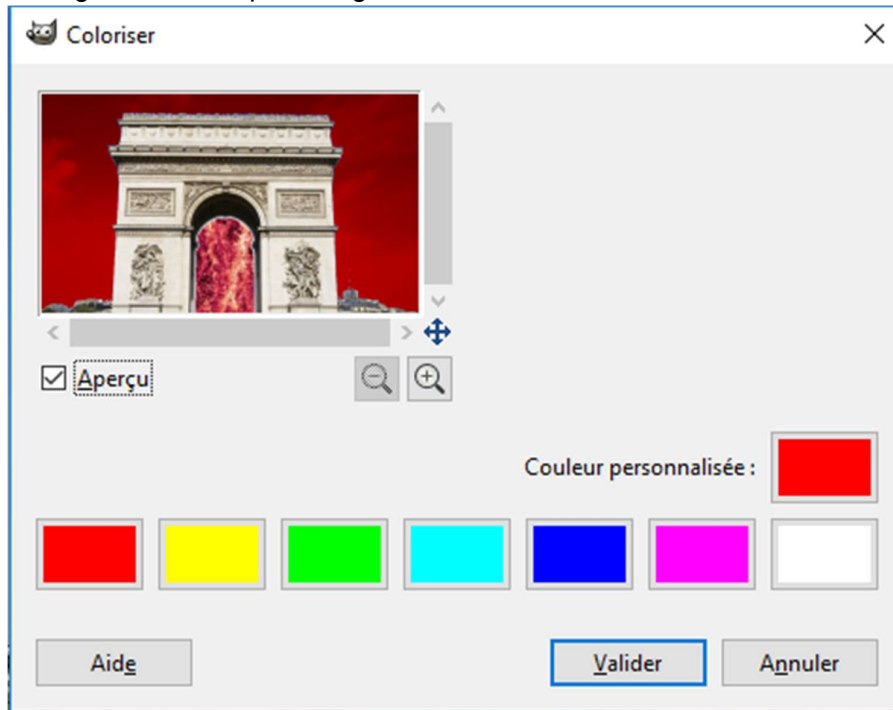 Coloriser
Aperçu
Couleur personnalisée :
Aide
Valider
Annuler